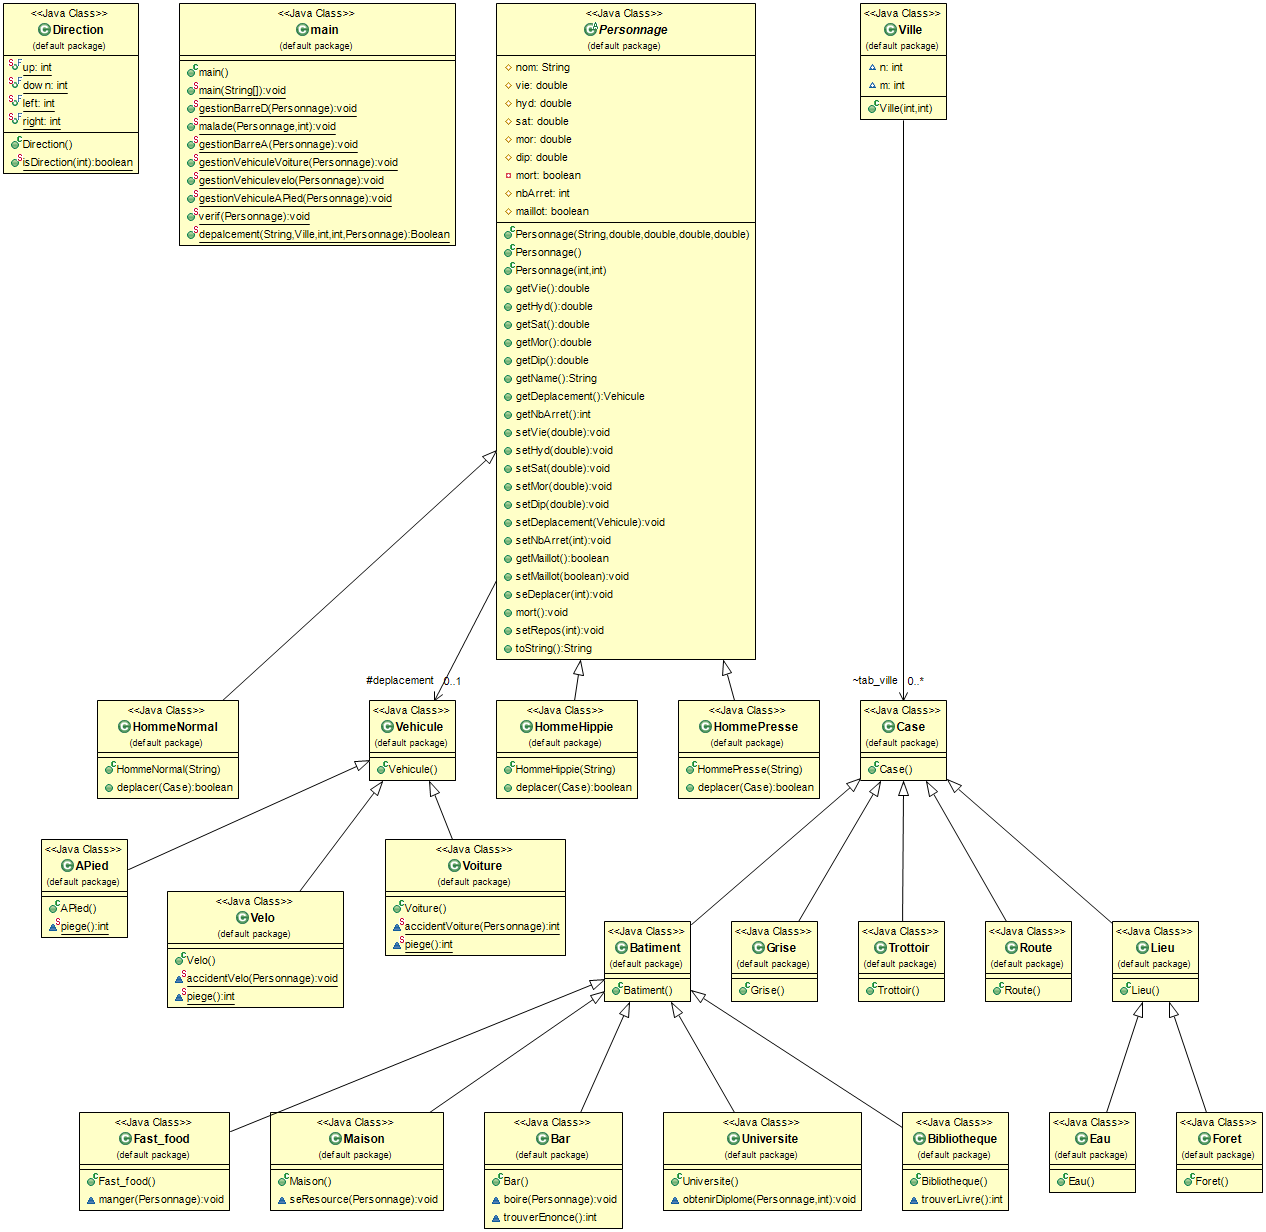 <<Java Class>>
Direction
(default package)
up: int
down: int
left: int
right: int
Direction()
isDirection(int):boolean
<<Java Class>>
main
(default package)
main()
main(String[]):void
gestionBarreD(Personnage):void
malade(Personnage,int):void
gestionBarreA(Personnage):void
gestionVehiculeVoiture(Personnage):void
gestionVehiculevelo(Personnage):void
gestionVehiculeAPied(Personnage):void
verif(Personnage):void
depalcement(String,Ville,int,int,Personnage):Boolean
<<Java Class>>
Personnage
(default package)
nom: String
vie: double
hyd: double
sat: double
mor: double
dip: double
mort: boolean
nbArret: int
maillot: boolean
Personnage(String,double,double,double,double)
Personnage()
Personnage(int,int)
getVie():double
getHyd():double
getSat():double
getMor():double
getDip():double
getName():String
getDeplacement():Vehicule
getNbArret():int
setVie(double):void
setHyd(double):void
setSat(double):void
setMor(double):void
setDip(double):void
setDeplacement(Vehicule):void
setNbArret(int):void
getMaillot():boolean
setMaillot(boolean):void
seDeplacer(int):void
mort():void
setRepos(int):void
toString():String
<<Java Class>>
Ville
(default package)
n: int
m: int
Ville(int,int)
#deplacement 0..1
~tab_ville 0..*
<<Java Class>>
HommeNormal
(default package)
HommeNormal(String)
deplacer(Case):boolean
<<Java Class>>
Vehicule
(default package)
Vehicule()
<<Java Class>>
HommeHippie
(default package)
HommeHippie(String)
deplacer(Case):boolean
<<Java Class>>
HommePresse
(default package)
HommePresse(String)
deplacer(Case):boolean
<<Java Class>>
Case
(default package)
Case()
<<Java Class>>
APied
(default package)
APied()
piege():int
<<Java Class>>
Velo
(default package)
Velo()
accidentVelo(Personnage):void
piege():int
<<Java Class>>
Voiture
(default package)
Voiture()
accidentVoiture(Personnage):int
piege():int
<<Java Class>>
Batiment
(default package)
Batiment()
<<Java Class>>
Grise
(default package)
Grise()
<<Java Class>>
Trottoir
(default package)
Trottoir()
<<Java Class>>
Route
(default package)
Route()
<<Java Class>>
Lieu
(default package)
Lieu()
<<Java Class>>
Fast_food
(default package)
Fast_food()
manger(Personnage):void
<<Java Class>>
Maison
(default package)
Maison()
seResource(Personnage):void
<<Java Class>>
Bar
(default package)
Bar()
boire(Personnage):void
trouverEnonce():int
<<Java Class>>
Universite
(default package)
Universite()
obtenirDiplome(Personnage,int):void
<<Java Class>>
Bibliotheque
(default package)
Bibliotheque()
trouverLivre():int
<<Java Class>>
Eau
(default package)
Eau()
<<Java Class>>
Foret
(default package)
Foret()